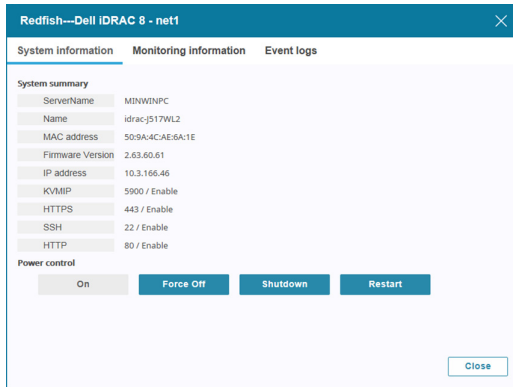 Redfish---Dell iDRAC 8 - net1
System information Monitoring information Event logs
System summary
ServerName MINWINPC
Name idrac-J517WL2
MAC address 50:9A:4C:AE:6A:1E
Firmware Version 2.63.60.61
IP address 10.3.166.46
KVMIP 5900 / Enable
HTTPS 443 / Enable
SSH 22 / Enable
HTTP 80 / Enable
Power control
On Force Off Shutdown Restart
Close